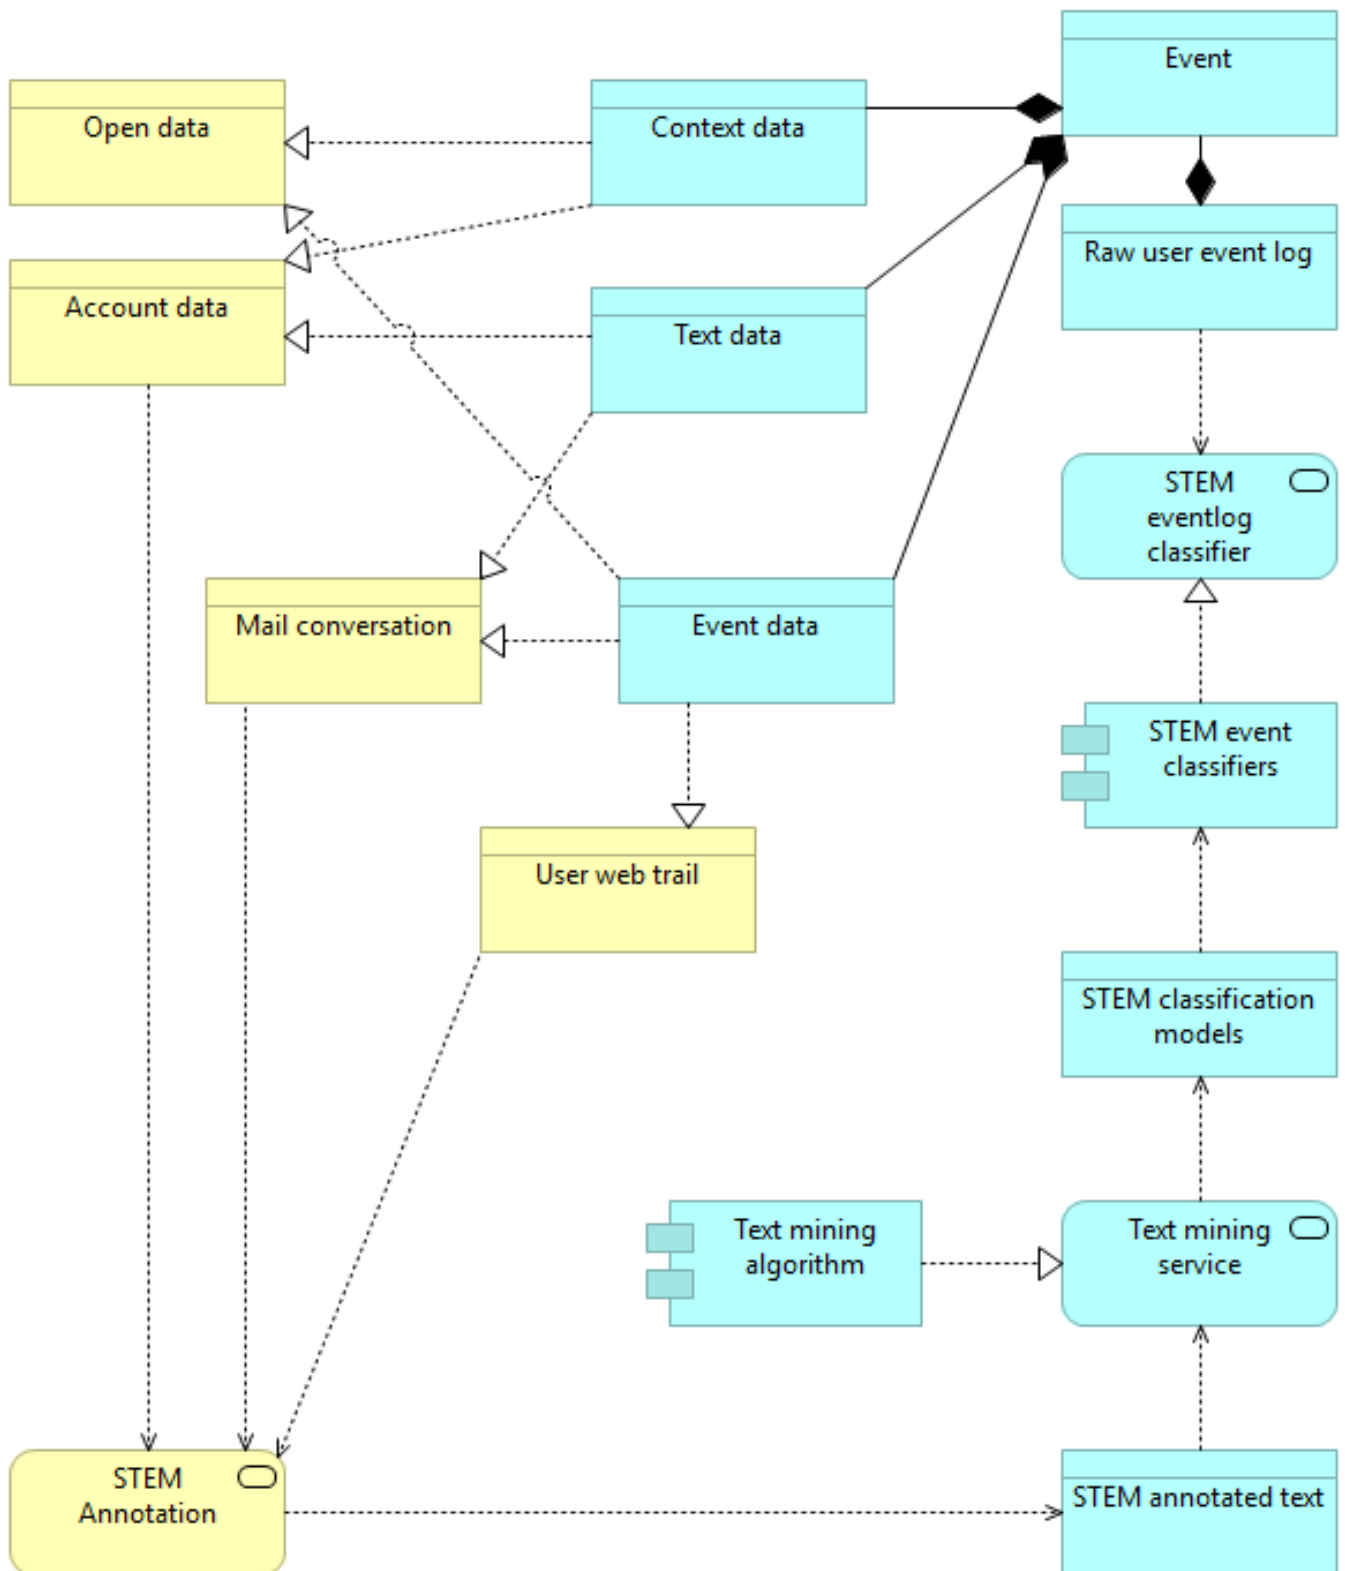 Event
Open data
Context data
Raw user event log
Account data
Text data
STEM
eventlog
classifier
Mail conversation
Event data
STEM event
classifiers
User web trail
STEM classification
models
Text mining
algorithm
Text mining
service
STEM
Annotation
STEM annotated text